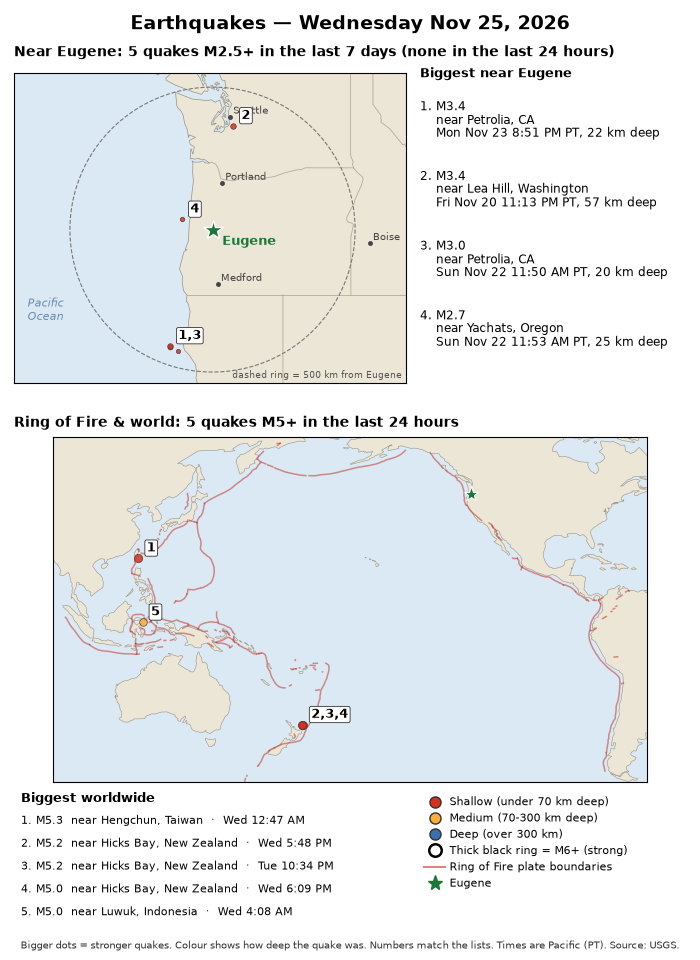 Earthquakes — Wednesday Nov 25, 2026
Near Eugene: 5 quakes M2.5+ in the last 7 days (none in the last 24 hours)
Biggest near Eugene
1. M3.4
near Petrolia, CA
Mon Nov 23 8:51 PM PT, 22 km deep
2. M3.4
near Lea Hill, Washington
Fri Nov 20 11:13 PM PT, 57 km deep
3. M3.0
near Petrolia, CA
Sun Nov 22 11:50 AM PT, 20 km deep
4. M2.7
near Yachats, Oregon
Sun Nov 22 11:53 AM PT, 25 km deep
Seattle
2
Portland
4
Eugene
Boise
Medford
Pacific
Ocean
1,3
dashed ring = 500 km from Eugene
Ring of Fire & world: 5 quakes M5+ in the last 24 hours
1
5
2,3,4
Biggest worldwide
1. M5.3 near Hengchun, Taiwan · Wed 12:47 AM
2. M5.2 near Hicks Bay, New Zealand · Wed 5:48 PM
3. M5.2 near Hicks Bay, New Zealand · Tue 10:34 PM
4. M5.0 near Hicks Bay, New Zealand · Wed 6:09 PM
5. M5.0 near Luwuk, Indonesia · Wed 4:08 AM
Shallow (under 70 km deep)
Medium (70-300 km deep)
Deep (over 300 km)
Thick black ring = M6+ (strong)
Ring of Fire plate boundaries
Eugene
Bigger dots = stronger quakes. Colour shows how deep the quake was. Numbers match the lists. Times are Pacific (PT). Source: USGS.